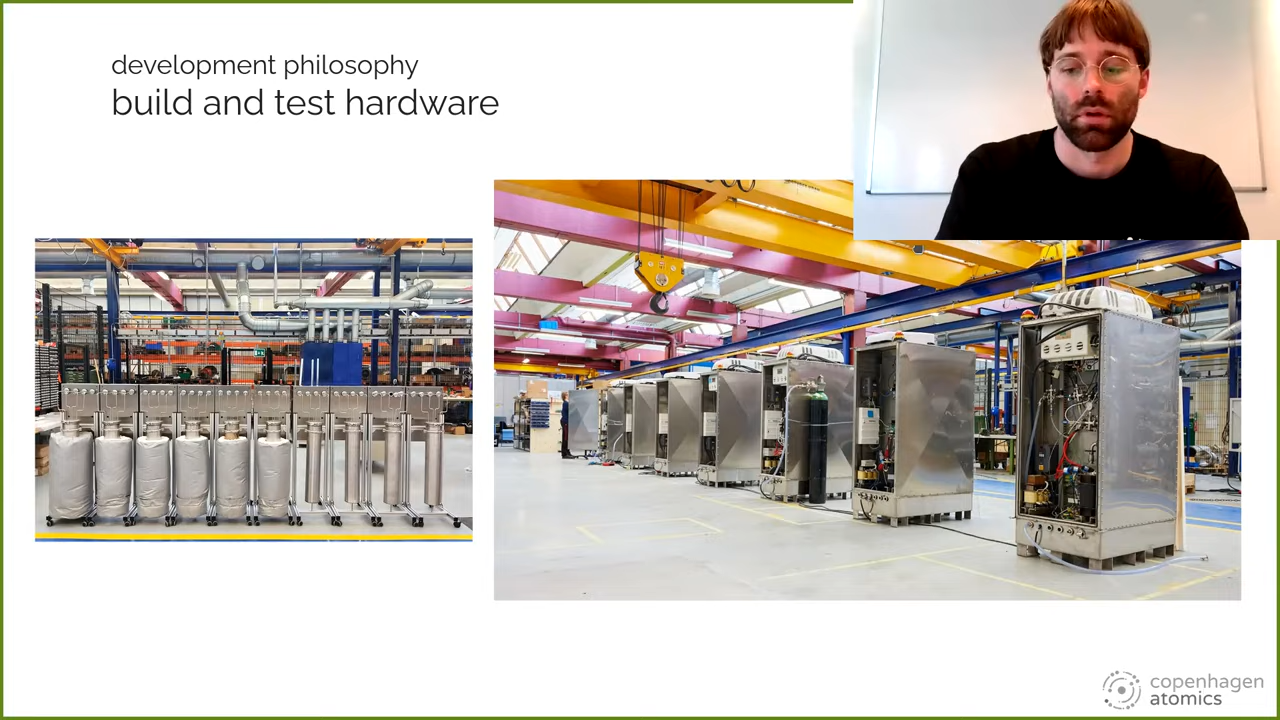 development philosophy
build and test hardware
copenhagen
atomics